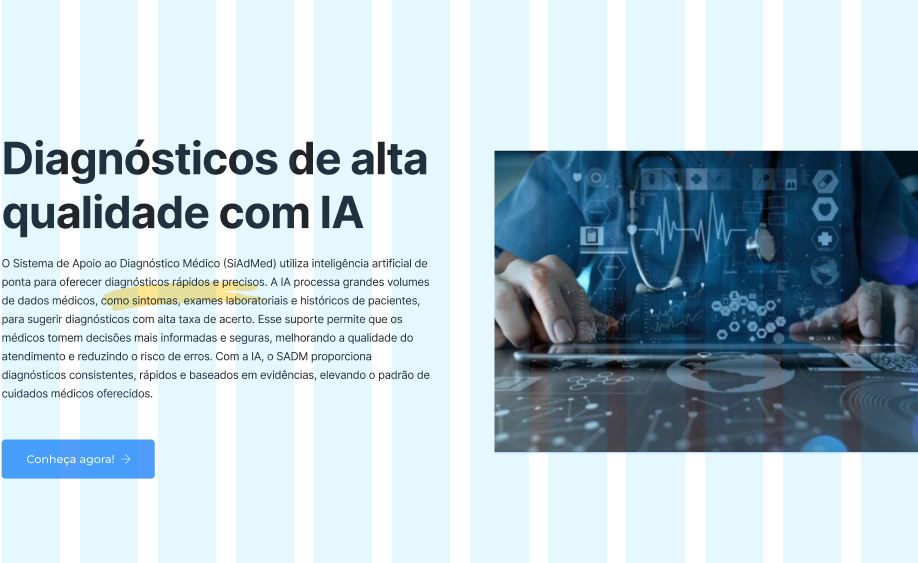 Diagnósticos de alta
qualidade com IA
O Sistema de Apoio ao Diagnóstico Médico (SiAdMed) utiliza inteligência artificial de
ponta para oferecer diagnósticos rápidos e precisos. A IA processa grandes volumes
de dados médicos, como sintomas, exames laboratoriais e históricos de pacientes,
para sugerir diagnósticos com alta taxa de acerto. Esse suporte permite que os
médicos tomem decisões mais informadas e seguras, melhorando a qualidade do
atendimento e reduzindo o risco de erros. Com a IA, o SADM proporciona
diagnósticos consistentes, rápidos e baseados em evidências, elevando o padrão de
cuidados médicos oferecidos.
Conheça agora! →